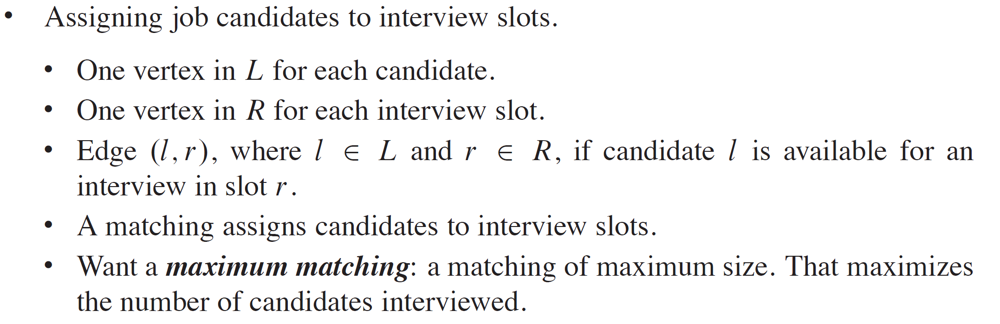 • Assigning job candidates to interview slots.
• One vertex in L for each candidate.
• One vertex in R for each interview slot.
• Edge (l, r), where l ∈ L and r ∈ R, if candidate l is available for an
interview in slot r.
• A matching assigns candidates to interview slots.
• Want a maximum matching: a matching of maximum size. That maximizes
the number of candidates interviewed.